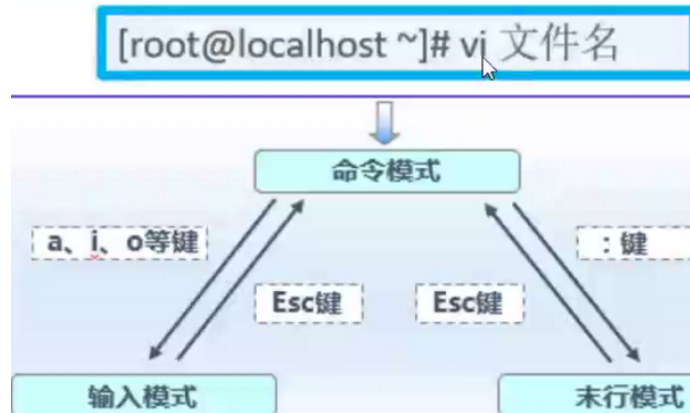 [root@localhost ~]# vi 文件名
命令模式
a、i、o等键
：键
Esc键
Esc键
输入模式
末行模式